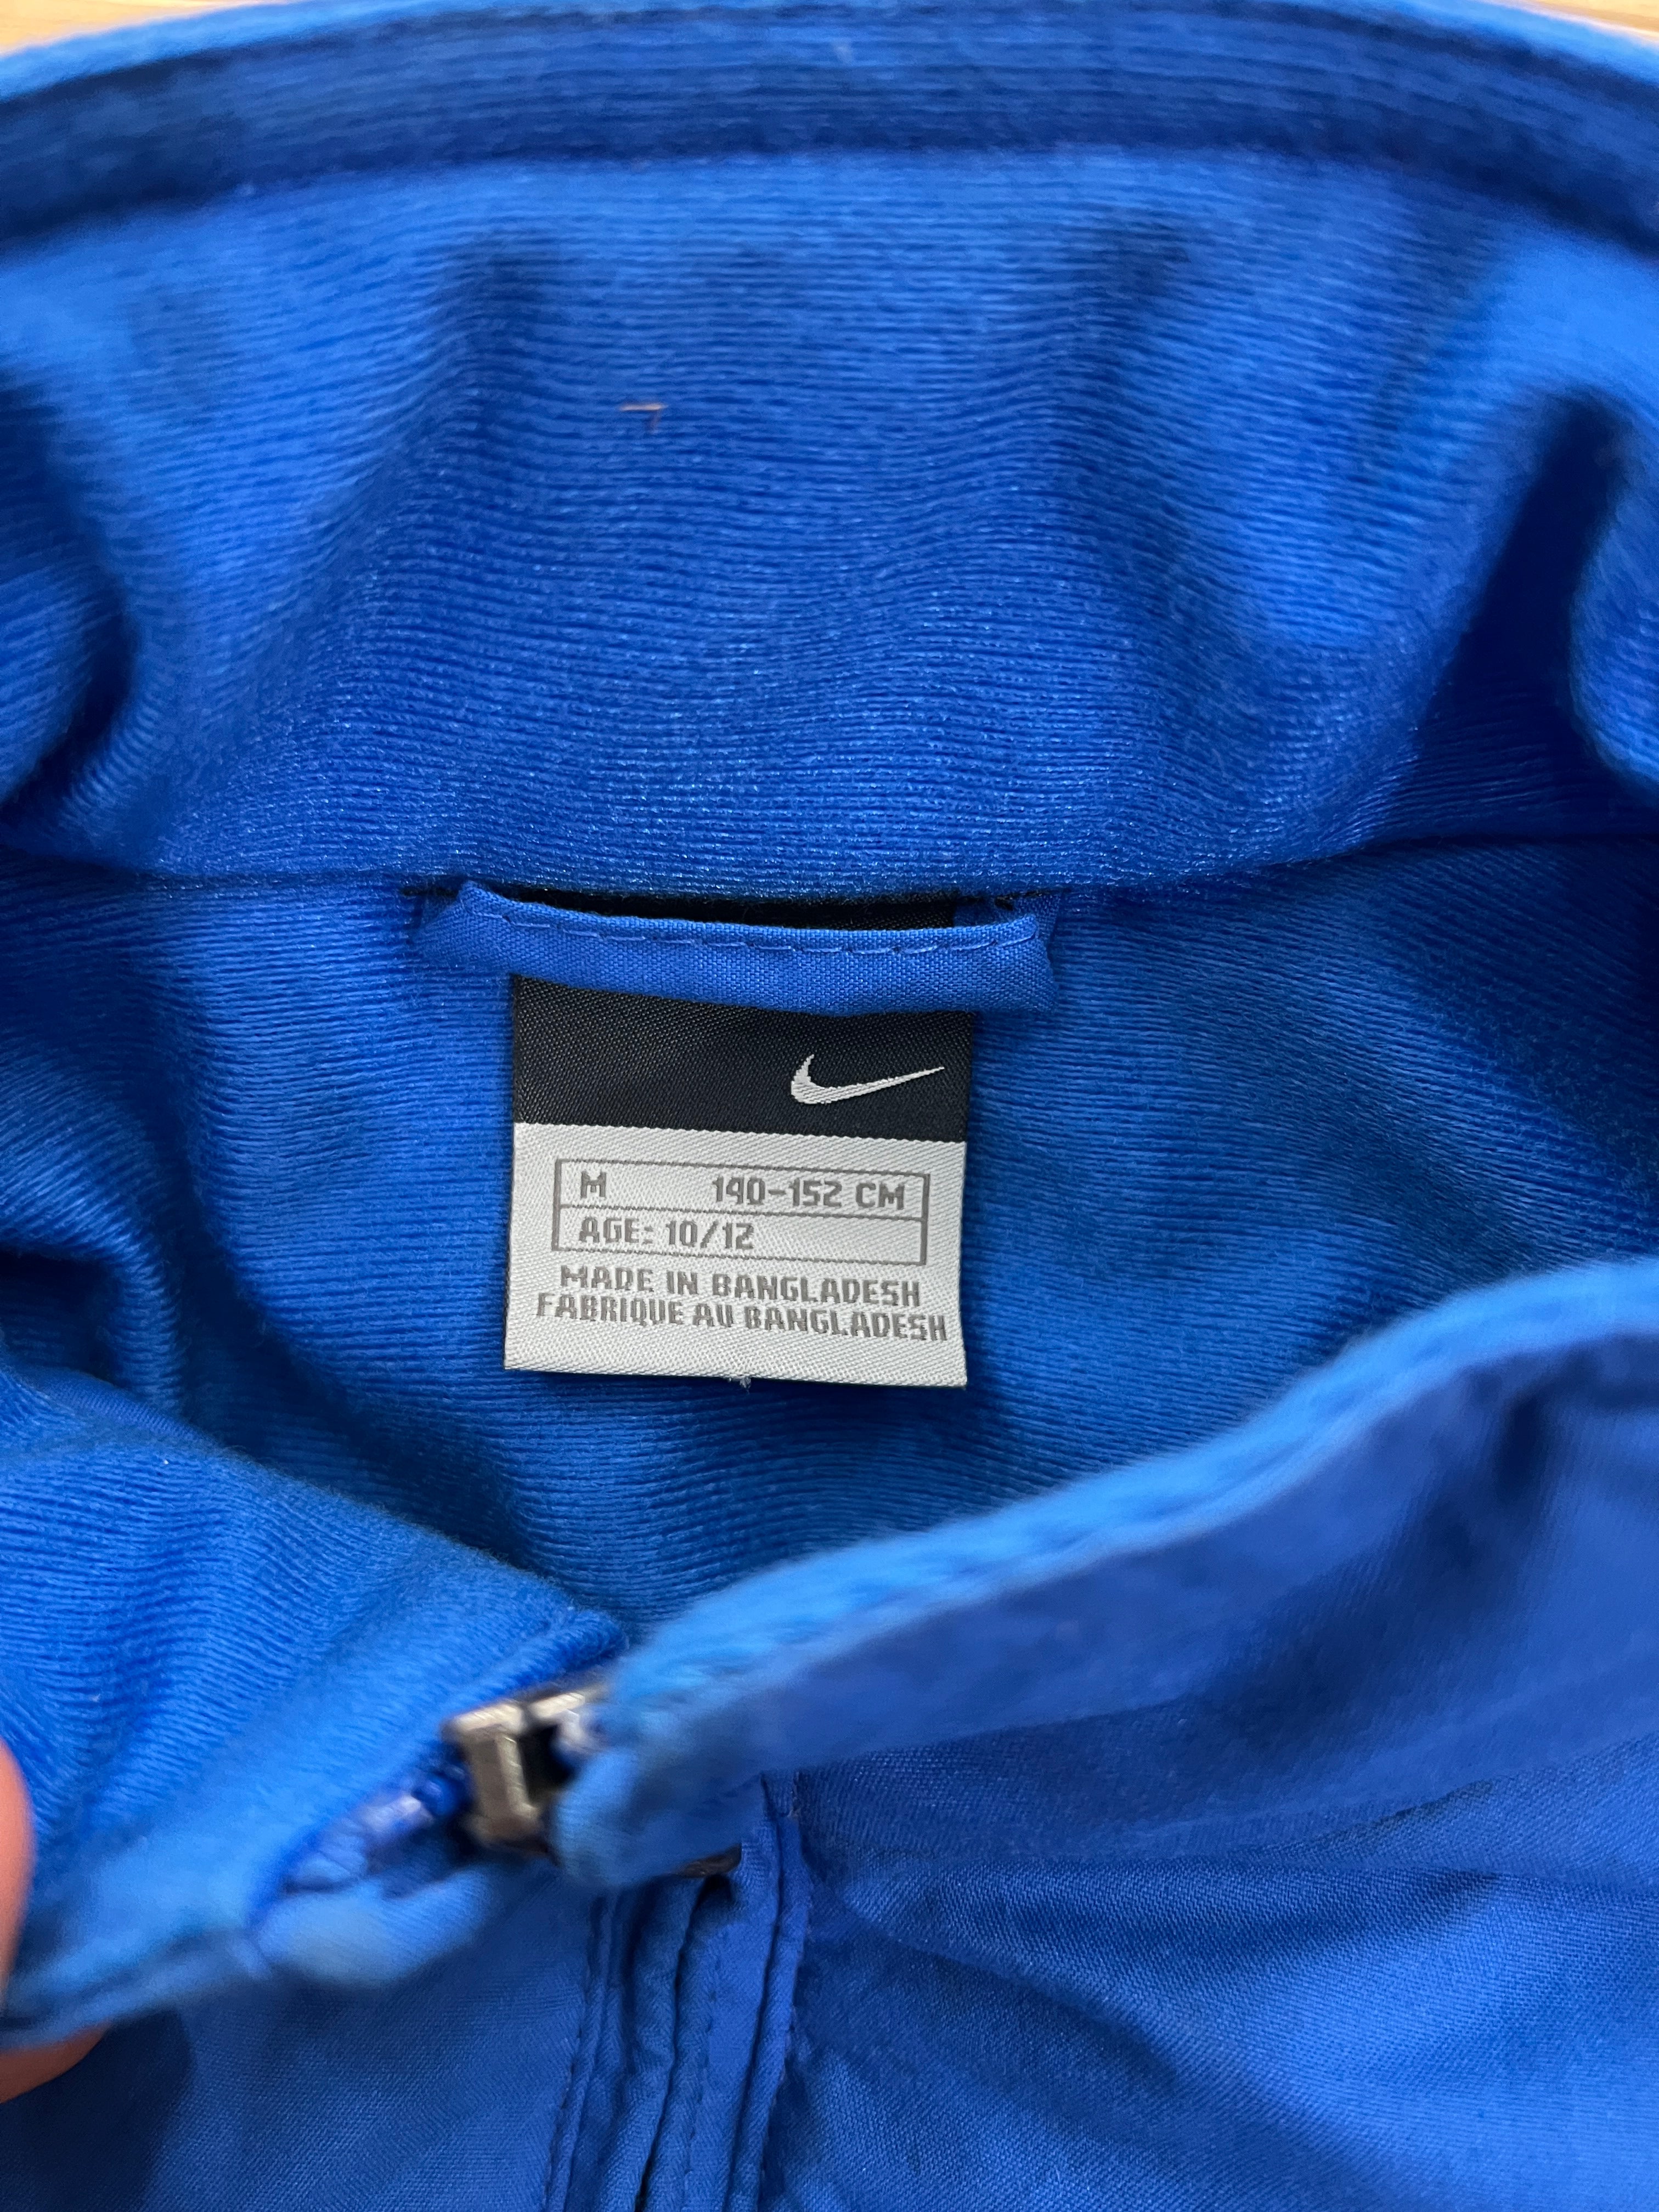 M 140-152 CM
AGE: 10/12
MADE IN BANGLADESH
FABRIQUE AU BANGLADESH